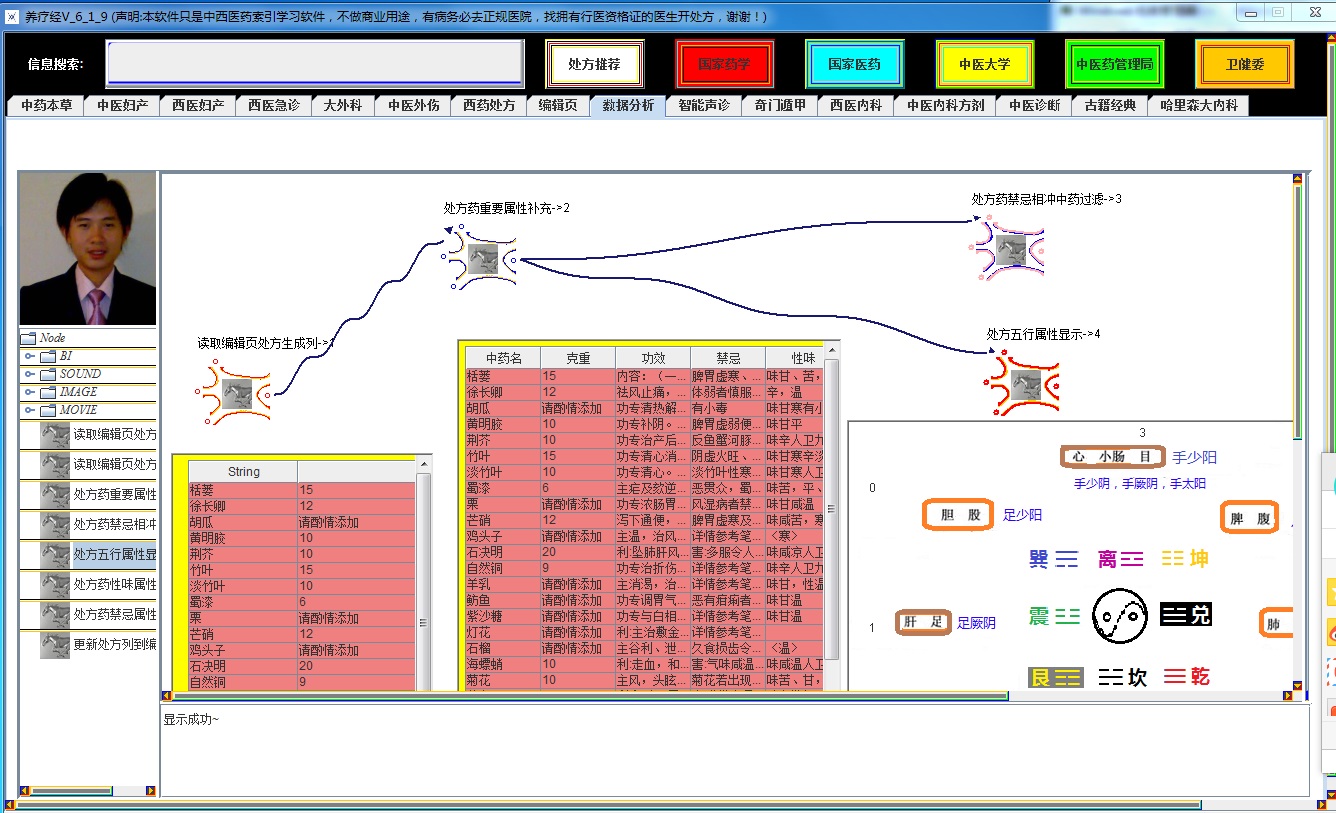 养疗经V_6_1_9 (声明:本软件只是中西医药索引学习软件，不做商业用途，有病务必去正规医院，找拥有行医资格证的医生开处方，谢谢！)
信息搜索: 处方推荐 国家药学 国家医药 中医大学 中医药管理局 卫健委
中药本草 中医妇产 西医妇产 西医急诊 大外科 中医外伤 西药处方 编辑页 数据分析 智能声诊 奇门遁甲 西医内科 中医内科方剂 中医诊断 古籍经典 哈里森大内科
Node
BI
SOUND
IMAGE
MOVIE
读取编辑页处方
读取编辑页处方
处方药重要属性
处方药禁忌相冲
处方五行属性显
处方药性味属性
处方药禁忌属性
更新处方列到编
处方药重要属性补充->2
处方药禁忌相冲中药过滤->3
读取编辑页处方生成列->1
处方五行属性显示->4
String
栝蒌 15
徐长卿 12
胡瓜 请酌情添加
黄明胶 10
荆芥 10
竹叶 15
淡竹叶 10
蜀漆 6
栗 请酌情添加
芒硝 12
鸡头子 请酌情添加
石决明 20
自然铜 9
中药名 克重 功效 禁忌 性味
栝蒌 15 内容：（一... 脾胃虚寒、... 味甘、苦，
徐长卿 12 祛风止痛，... 体弱者慎服... 辛，温
胡瓜 请酌情添加 功专清热解... 有小毒 味甘寒有小
黄明胶 10 功专补阴。... 脾胃虚弱便... 味甘平
荆芥 10 功专治产后... 反鱼蟹河豚... 味辛人卫九
竹叶 15 功专清心消... 阴虚火旺、... 味甘寒辛淡
淡竹叶 10 功专清心。... 淡竹叶性寒... 味甘寒人卫
蜀漆 6 主疟及欬逆... 恶贯众，蜀... 味苦，平、
栗 请酌情添加 功专浓肠胃... 风湿病者禁... 味甘咸温
芒硝 12 泻下通便，... 脾胃虚寒及... 味咸苦，寒
鸡头子 请酌情添加 主温，治风... 详情参考笔... <寒>
石决明 20 利:坠肺肝风... 害:多服令人... 味咸京人卫
自然铜 9 功专治折伤... 详情参考笔... 味辛人卫九
羊乳 请酌情添加 主消渴，治... 详情参考笔... 味甘，性温
鲂鱼 请酌情添加 功专调胃气... 恶有疳痢者... 味甘温
紫沙糖 请酌情添加 功专与白相... 详情参考笔... 味甘温
灯花 请酌情添加 利:主治敷金... 详情参考笔...
石榴 请酌情添加 主谷利、泄... 欠食损齿令... <温>
海螵蛸 10 利:走血，和... 害:气味咸温... 味咸温人卫
菊花 10 主风，头眩... 菊花若出现... 味苦、甘，
3
心 小肠 目 手少阳
手少阴，手厥阴，手太阳
0
胆 股 足少阳
脾 腹
巽 离 坤
1
肝 足 足厥阴
震 兑
肺
艮 坎 乾
显示成功~